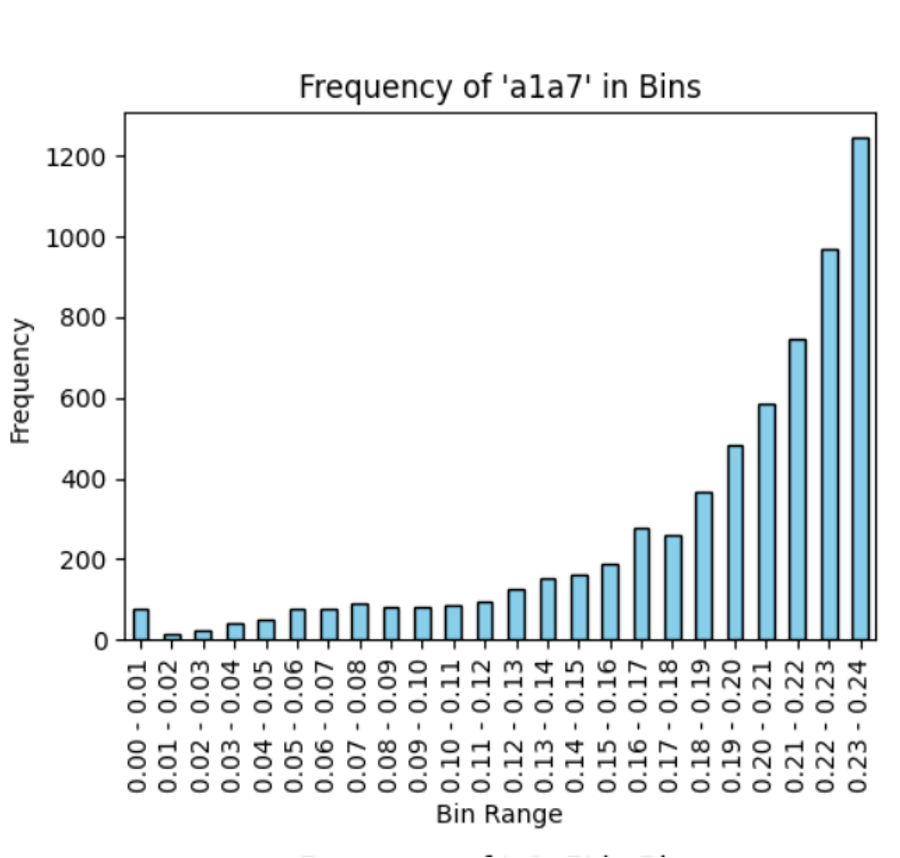 Frequency of 'a1a7' in Bins
1200
1000
800
600
400
200
0
Frequency
0.00 - 0.01
0.01 - 0.02
0.02 - 0.03
0.03 - 0.04
0.04 - 0.05
0.05 - 0.06
0.06 - 0.07
0.07 - 0.08
0.08 - 0.09
0.09 - 0.10
0.10 - 0.11
0.11 - 0.12
0.12 - 0.13
0.13 - 0.14
0.14 - 0.15
0.15 - 0.16
0.16 - 0.17
0.17 - 0.18
0.18 - 0.19
0.19 - 0.20
0.20 - 0.21
0.21 - 0.22
0.22 - 0.23
0.23 - 0.24
Bin Range